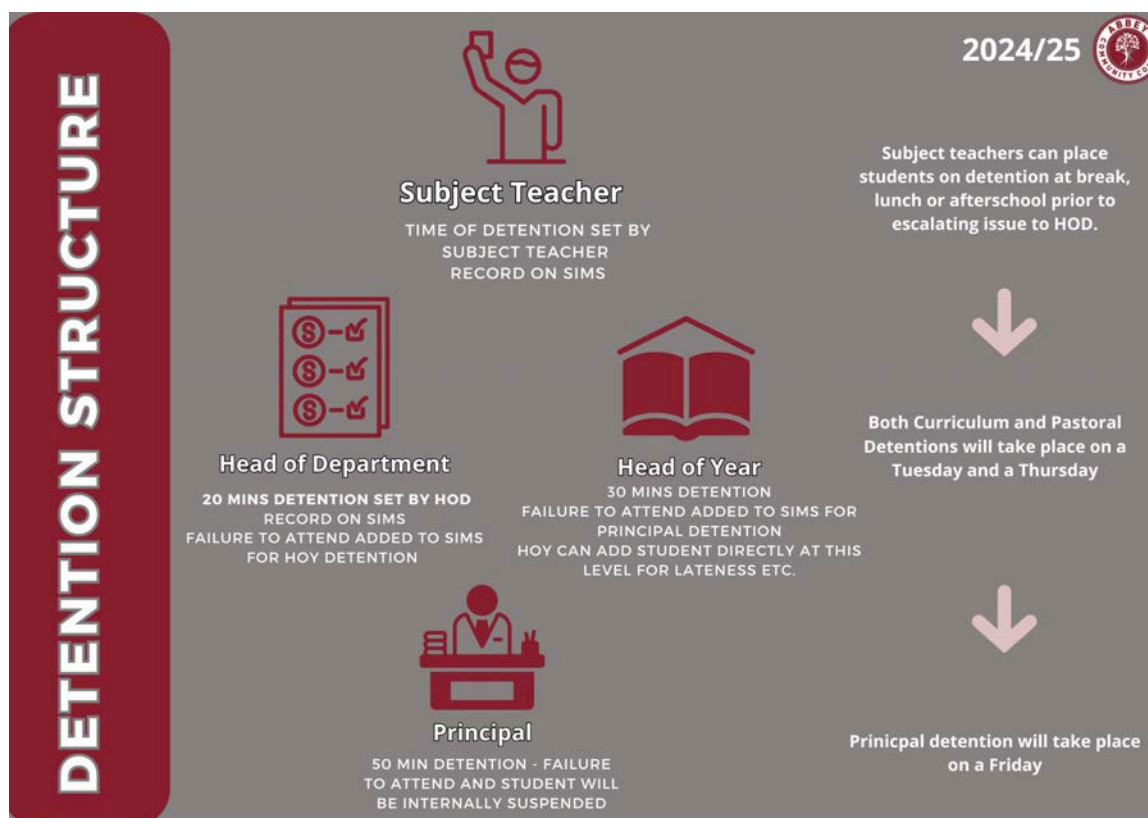 DETENTION STRUCTURE
2024/25
ABBEY
COMMUNITY
Subject Teacher
TIME OF DETENTION SET BY
SUBJECT TEACHER
RECORD ON SIMS
Subject teachers can place
students on detention at break,
lunch or afterschool prior to
escalating issue to HOD.
Head of Department
20 MINS DETENTION SET BY HOD
RECORD ON SIMS
FAILURE TO ATTEND ADDED TO SIMS
FOR HOY DETENTION
Head of Year
30 MINS DETENTION
FAILURE TO ATTEND ADDED TO SIMS FOR
PRINCIPAL DETENTION
HOY CAN ADD STUDENT DIRECTLY AT THIS
LEVEL FOR LATENESS ETC.
Both Curriculum and Pastoral
Detentions will take place on a
Tuesday and a Thursday
Principal
50 MIN DETENTION - FAILURE
TO ATTEND AND STUDENT WILL
BE INTERNALLY SUSPENDED
Prinicpal detention will take place
on a Friday